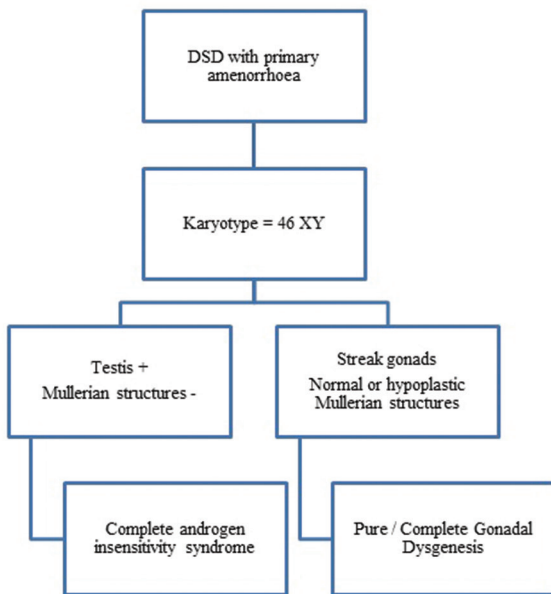 DSD with primary
amenorrhoea
Karyotype = 46 XY
Testis +
Mullerian structures -
Streak gonads
Normal or hypoplastic
Mullerian structures
Complete androgen
insensitivity syndrome
Pure / Complete Gonadal
Dysgenesis